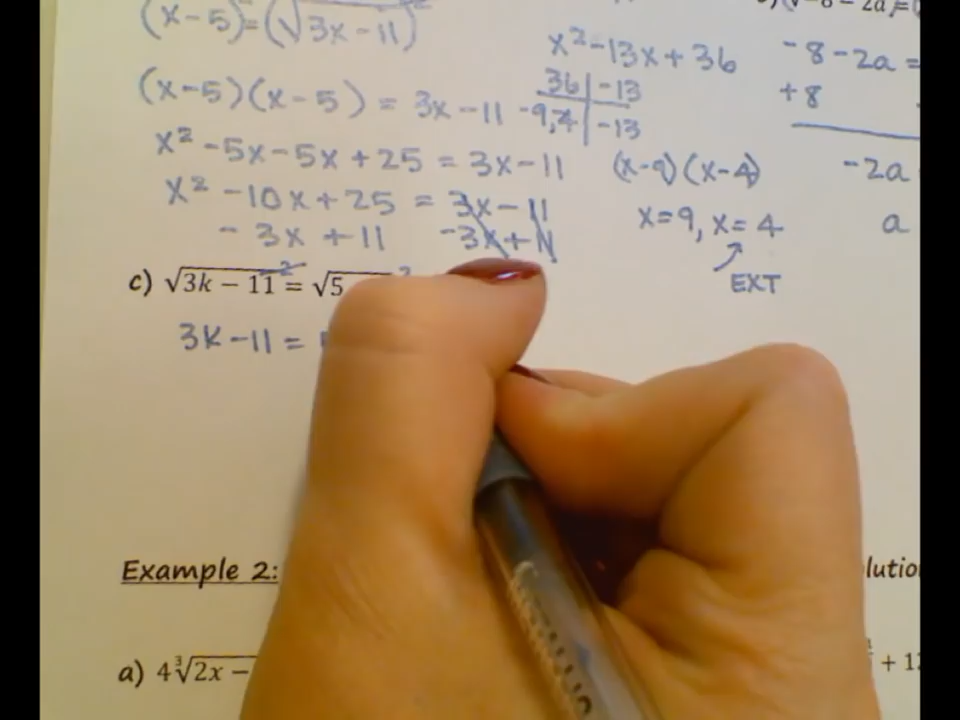 (x-5)² = (√3x-11)²
(x-5)(x-5) = 3x-11
x² -5x-5x+25 = 3x-11
x² -10x+25 = 3x-11
- 3x +11 -3x+11
x²-13x+36
36 -13
-9,-4 -13
(x-9)(x-4)
x=9, x=4
EXT
-8-2a =
+8
-2a
a
c) √3k − 11² = √5
3k-11 =
Example 2:
a) 4∛2x −
+ 1